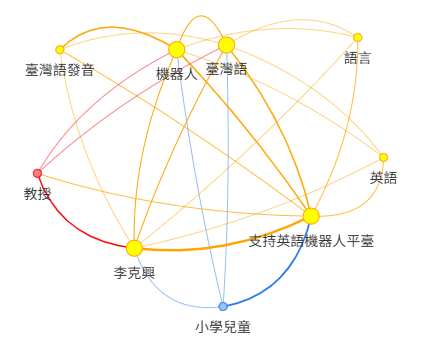 語言
臺灣語發音
機器人
臺灣語
英語
教授
支持英語機器人平臺
李克興
小學兒童